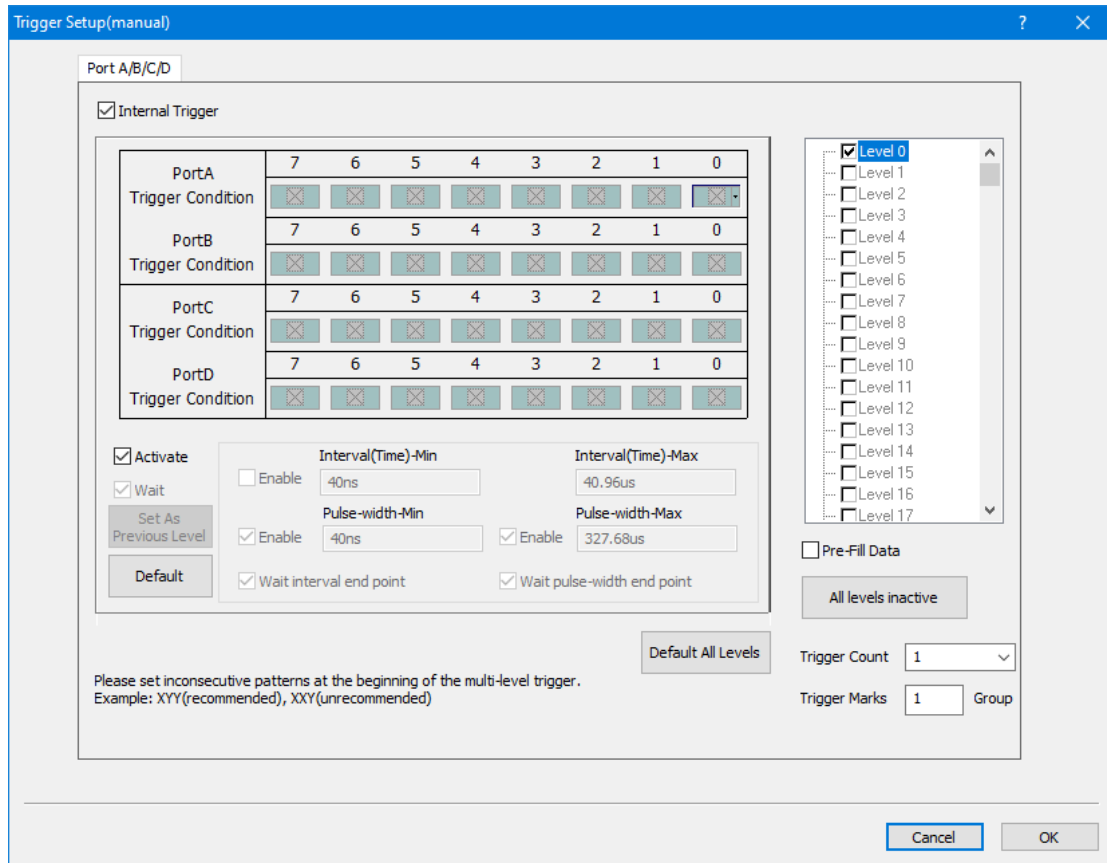 Trigger Setup(manual)
Port A/B/C/D
Internal Trigger
PortA
Trigger Condition
7 6 5 4 3 2 1 0
PortB
Trigger Condition
7 6 5 4 3 2 1 0
PortC
Trigger Condition
7 6 5 4 3 2 1 0
PortD
Trigger Condition
7 6 5 4 3 2 1 0
Activate
Wait
Set As
Previous Level
Default
Interval(Time)-Min
Interval(Time)-Max
Enable
40ns
40.96us
Pulse-width-Min
Pulse-width-Max
Enable
40ns
Enable
327.68us
Wait interval end point
Wait pulse-width end point
Default All Levels
Please set inconsecutive patterns at the beginning of the multi-level trigger.
Example: XYY(recommended), XXY(unrecommended)
Level 0
Level 1
Level 2
Level 3
Level 4
Level 5
Level 6
Level 7
Level 8
Level 9
Level 10
Level 11
Level 12
Level 13
Level 14
Level 15
Level 16
Level 17
Pre-Fill Data
All levels inactive
Trigger Count 1
Trigger Marks 1 Group
Cancel
OK